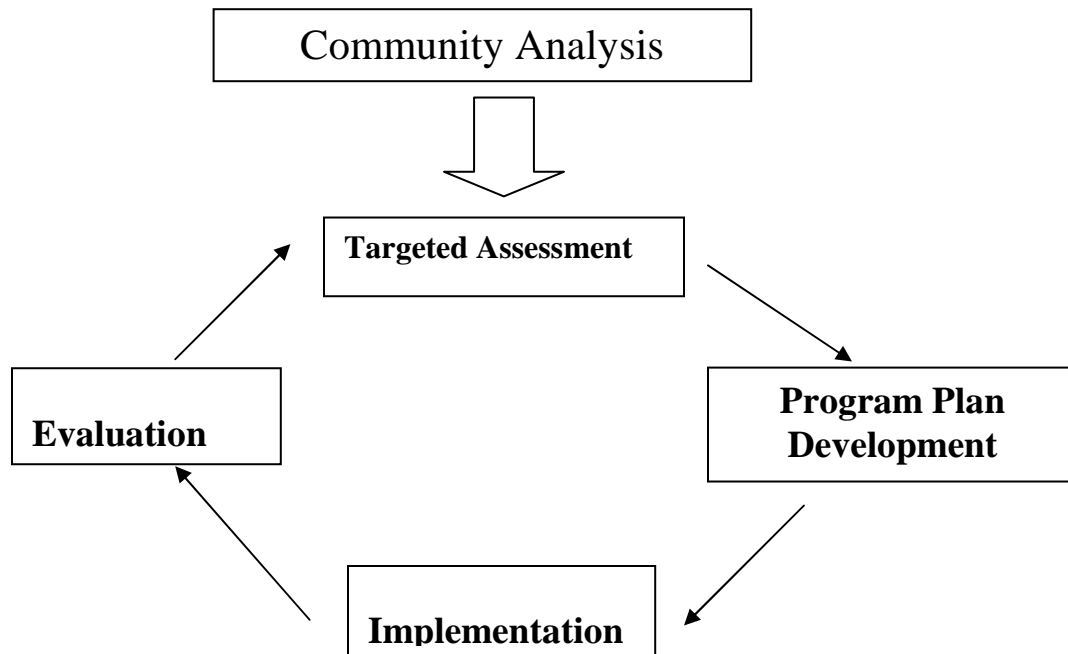 Community Analysis
Targeted Assessment
Program Plan
Development
Evaluation
Implementation